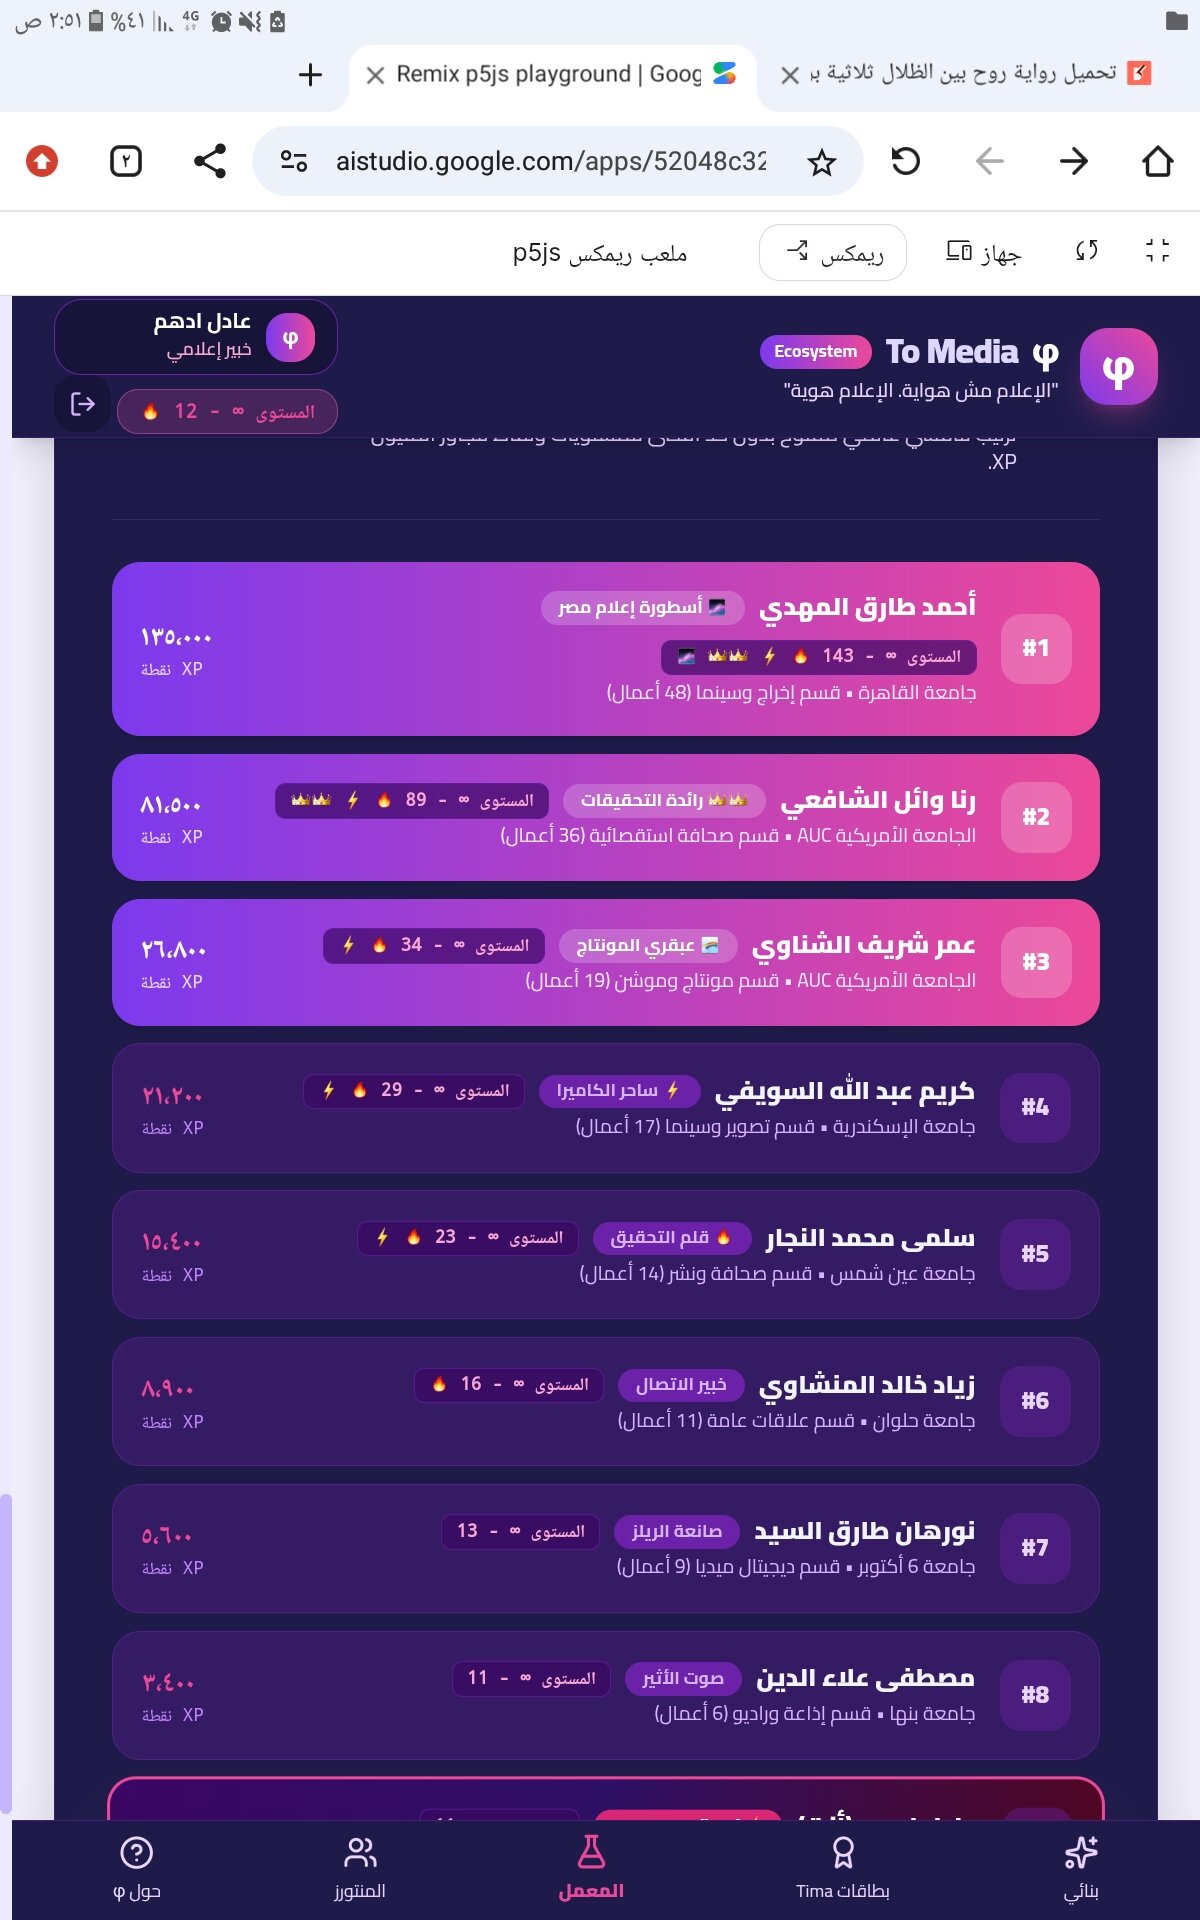 ٢:٥١ ص
%٤١
4G
تحميل رواية روح بين الظلال ثلاثية بر
Remix p5js playground | Goog
aistudio.google.com/apps/52048c32
٢
جهاز
ريمكس
ملعب ريمكس p5js
φ
φ To Media
Ecosystem
"الإعلام مش هواية. الإعلام هوية"
عادل ادهم
خبير إعلامي
φ
المستوى ∞ - 12 🔥
XP.
#1
أحمد طارق المهدي
🌌 أسطورة إعلام مصر
المستوى ∞ - 143 🔥 ⚡ 👑👑 🌌
جامعة القاهرة • قسم إخراج وسينما (48 أعمال)
١٣٥،٠٠٠
نقطة XP
#2
رنا وائل الشافعي
👑👑 رائدة التحقيقات
المستوى ∞ - 89 🔥 ⚡ 👑👑
الجامعة الأمريكية AUC • قسم صحافة استقصائية (36 أعمال)
٨١،٥٠٠
نقطة XP
#3
عمر شريف الشناوي
عبقري المونتاج
المستوى ∞ - 34 🔥 ⚡
الجامعة الأمريكية AUC • قسم مونتاج وموشن (19 أعمال)
٢٦،٨٠٠
نقطة XP
#4
كريم عبد الله السويفي
⚡ ساحر الكاميرا
المستوى ∞ - 29 🔥 ⚡
جامعة الإسكندرية • قسم تصوير وسينما (17 أعمال)
٢١،٢٠٠
نقطة XP
#5
سلمى محمد النجار
🔥 قلم التحقيق
المستوى ∞ - 23 🔥 ⚡
جامعة عين شمس • قسم صحافة ونشر (14 أعمال)
١٥،٤٠٠
نقطة XP
#6
زياد خالد المنشاوي
خبير الاتصال
المستوى ∞ - 16 🔥
جامعة حلوان • قسم علاقات عامة (11 أعمال)
٨،٩٠٠
نقطة XP
#7
نورهان طارق السيد
صانعة الريلز
المستوى ∞ - 13
جامعة 6 أكتوبر • قسم ديجيتال ميديا (9 أعمال)
٥،٦٠٠
نقطة XP
#8
مصطفى علاء الدين
صوت الأثير
المستوى ∞ - 11
جامعة بنها • قسم إذاعة وراديو (6 أعمال)
٣،٤٠٠
نقطة XP
بنائي
بطاقات Tima
المعمل
المنتورز
حول φ